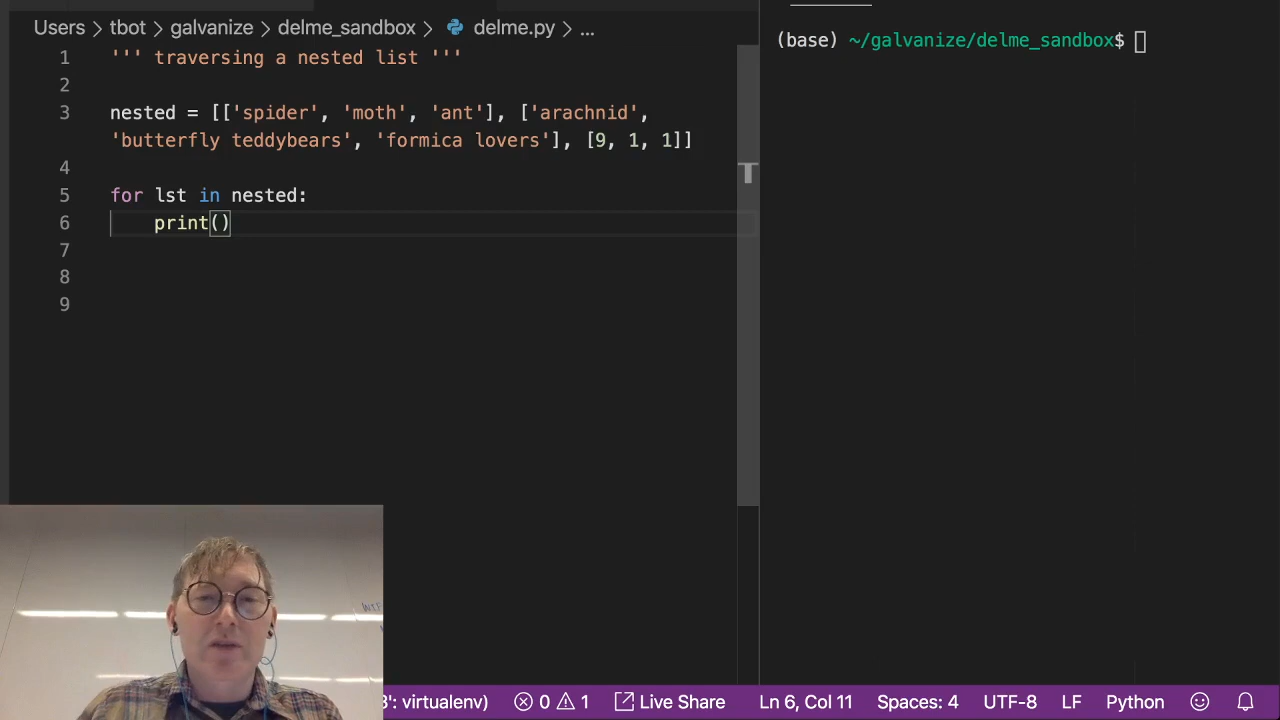 Users > tbot > galvanize > delme_sandbox > delme.py > ...
1 ''' traversing a nested list '''
2
3 nested = [['spider', 'moth', 'ant'], ['arachnid',
'butterfly teddybears', 'formica lovers'], [9, 1, 1]]
4
5 for lst in nested:
6 print()
7
8
9
(base) ~/galvanize/delme_sandbox$
3': virtualenv) 0 1 Live Share Ln 6, Col 11 Spaces: 4 UTF-8 LF Python